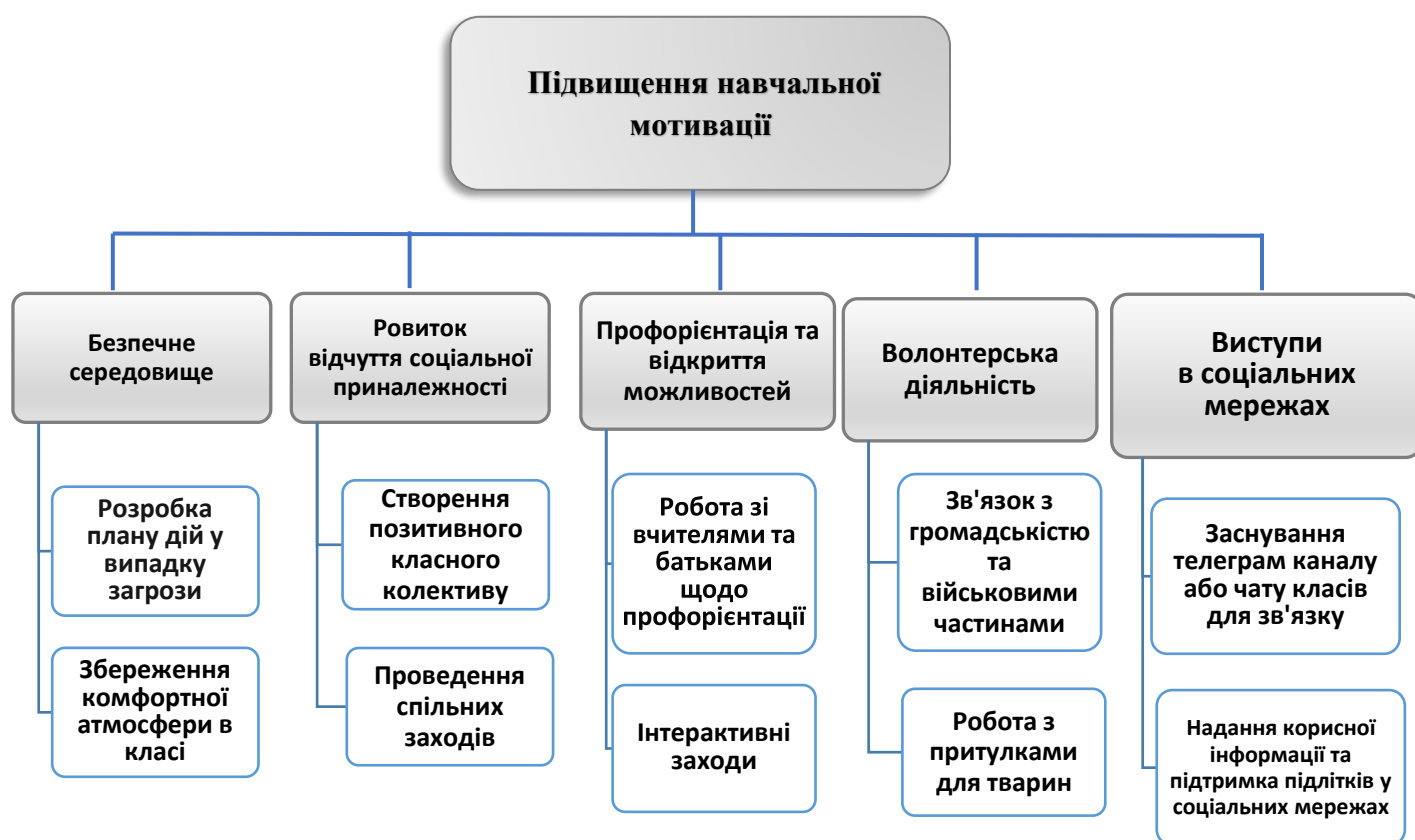 Підвищення навчальної
мотивації
Безпечне
середовище
Ровиток
відчуття соціальної
приналежності
Профорієнтація та
відкриття
можливостей
Волонтерська
діяльність
Виступи
в соціальних
мережах
Розробка
плану дій у
випадку
загрози
Збереження
комфортної
атмосфери в
класі
Створення
позитивного
класного
колективу
Проведення
спільних
заходів
Робота зі
вчителями та
батьками
щодо
профорієнтації
Інтерактивні
заходи
Зв'язок з
громадськістю
та
військовими
частинами
Робота з
притулками
для тварин
Заснування
телеграм каналу
або чату класів
для зв'язку
Надання корисної
інформації та
підтримка підлітків у
соціальних мережах